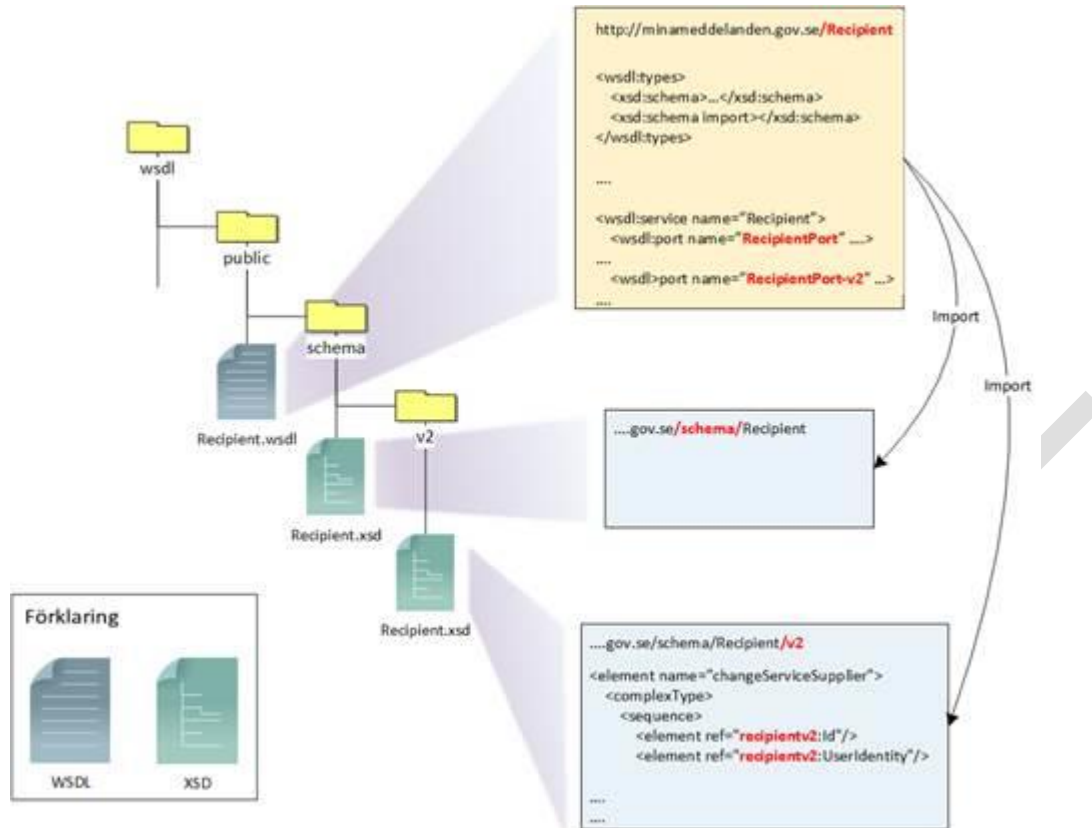 wsdl
public
schema
Recipient.wsdl
v2
Recipient.xsd
Recipient.xsd
http://minameddelanden.gov.se/Recipient
<wsdl:types>
<xsd:schema>...</xsd:schema>
<xsd:schema import></xsd:schema>
</wsdl:types>
....
<wsdl:service name="Recipient">
<wsdl:port name="RecipientPort" ....>
....
<wsdl>port name="RecipientPort-v2" ...>
....
Import
Import
....gov.se/schema/Recipient
....gov.se/schema/Recipient/v2
<element name="changeServiceSupplier">
<complexType>
<sequence>
<element ref="recipientv2:Id"/>
<element ref="recipientv2:UserIdentity"/>
....
....
Förklaring
WSDL
XSD